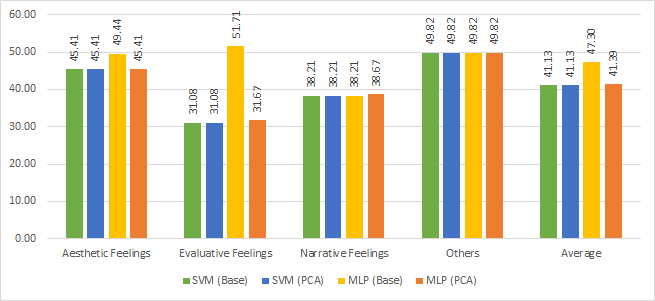 60.00
50.00
40.00
30.00
20.00
10.00
0.00
45.41 45.41 49.44 45.41
31.08 31.08 51.71 31.67
38.21 38.21 38.21 38.67
49.82 49.82 49.82 49.82
41.13 41.13 47.30 41.39
Aesthetic Feelings Evaluative Feelings Narrative Feelings Others Average
SVM (Base) SVM (PCA) MLP (Base) MLP (PCA)